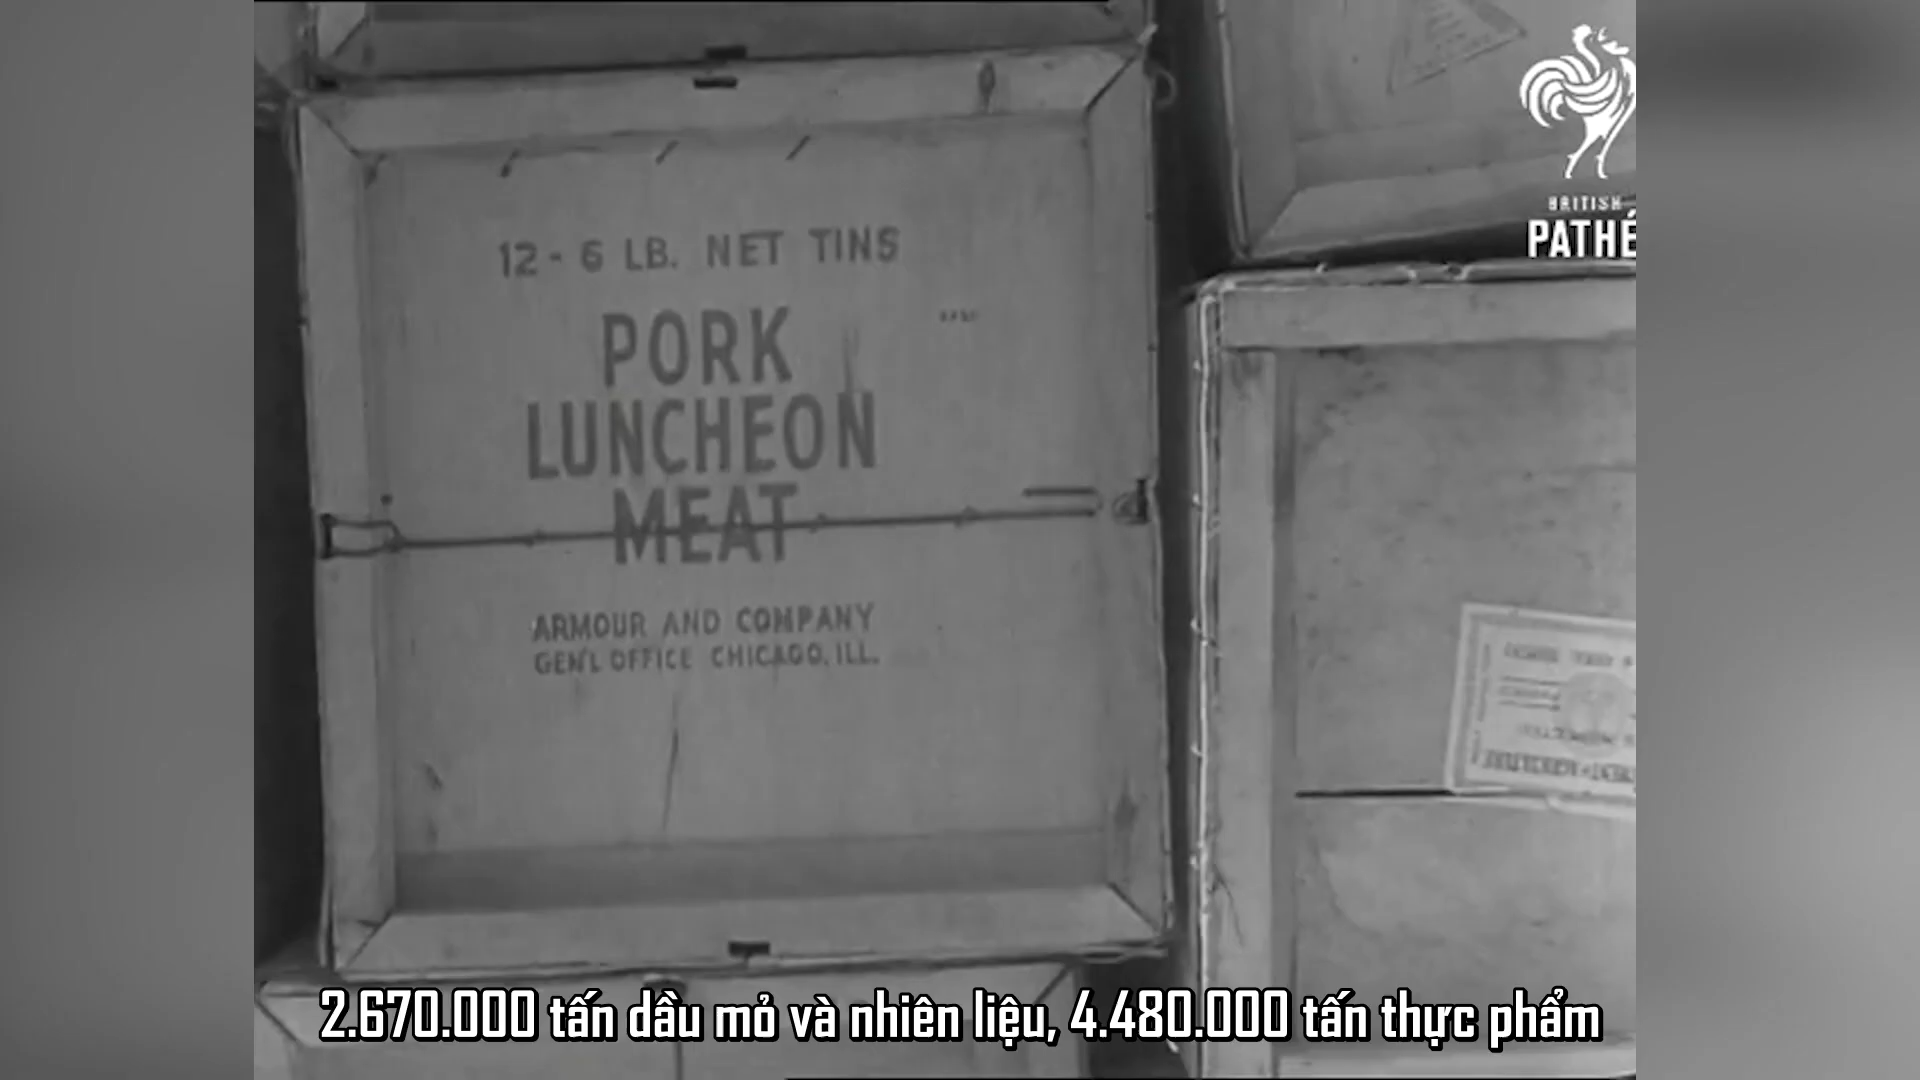 12 - 6 LB. NET TINS
PORK
LUNCHEON
MEAT
ARMOUR AND COMPANY
GEN'L OFFICE CHICAGO, ILL.
BRITISH
PATHÉ
2.670.000 tấn dầu mỏ và nhiên liệu, 4.480.000 tấn thực phẩm